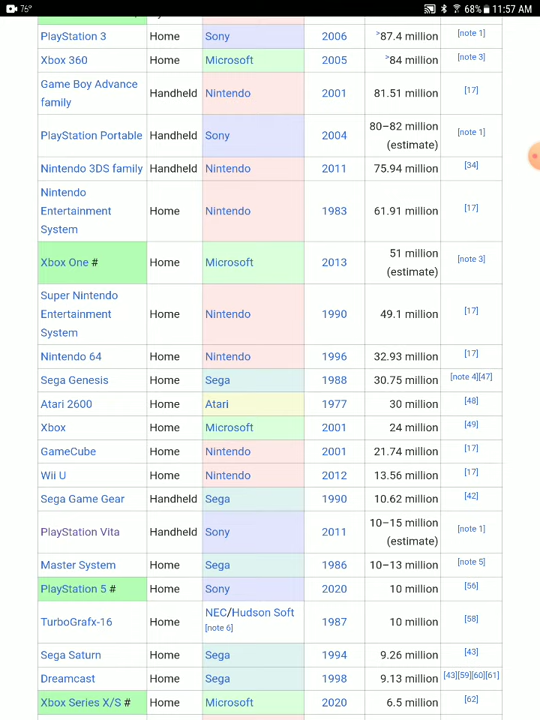 76°
68% 11:57 AM
PlayStation 3 Home Sony 2006 >87.4 million [note 1]
Xbox 360 Home Microsoft 2005 >84 million [note 3]
Game Boy Advance
family Handheld Nintendo 2001 81.51 million [17]
PlayStation Portable Handheld Sony 2004 80–82 million
(estimate) [note 1]
Nintendo 3DS family Handheld Nintendo 2011 75.94 million [34]
Nintendo
Entertainment
System Home Nintendo 1983 61.91 million [17]
Xbox One # Home Microsoft 2013 51 million
(estimate) [note 3]
Super Nintendo
Entertainment
System Home Nintendo 1990 49.1 million [17]
Nintendo 64 Home Nintendo 1996 32.93 million [17]
Sega Genesis Home Sega 1988 30.75 million [note 4][47]
Atari 2600 Home Atari 1977 30 million [48]
Xbox Home Microsoft 2001 24 million [49]
GameCube Home Nintendo 2001 21.74 million [17]
Wii U Home Nintendo 2012 13.56 million [17]
Sega Game Gear Handheld Sega 1990 10.62 million [42]
PlayStation Vita Handheld Sony 2011 10–15 million
(estimate) [note 1]
Master System Home Sega 1986 10–13 million [note 5]
PlayStation 5 # Home Sony 2020 10 million [56]
TurboGrafx-16 Home NEC/Hudson Soft
[note 6] 1987 10 million [58]
Sega Saturn Home Sega 1994 9.26 million [43]
Dreamcast Home Sega 1998 9.13 million [43][59][60][61]
Xbox Series X/S # Home Microsoft 2020 6.5 million [62]